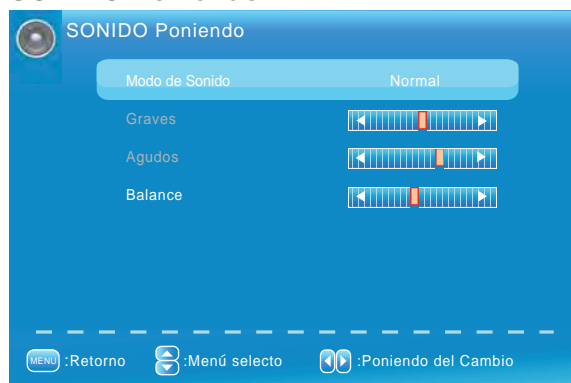 SONIDO Poniendo
Modo de Sonido Normal
Graves
Agudos
Balance
MENU :Retorno :Menú selecto :Poniendo del Cambio